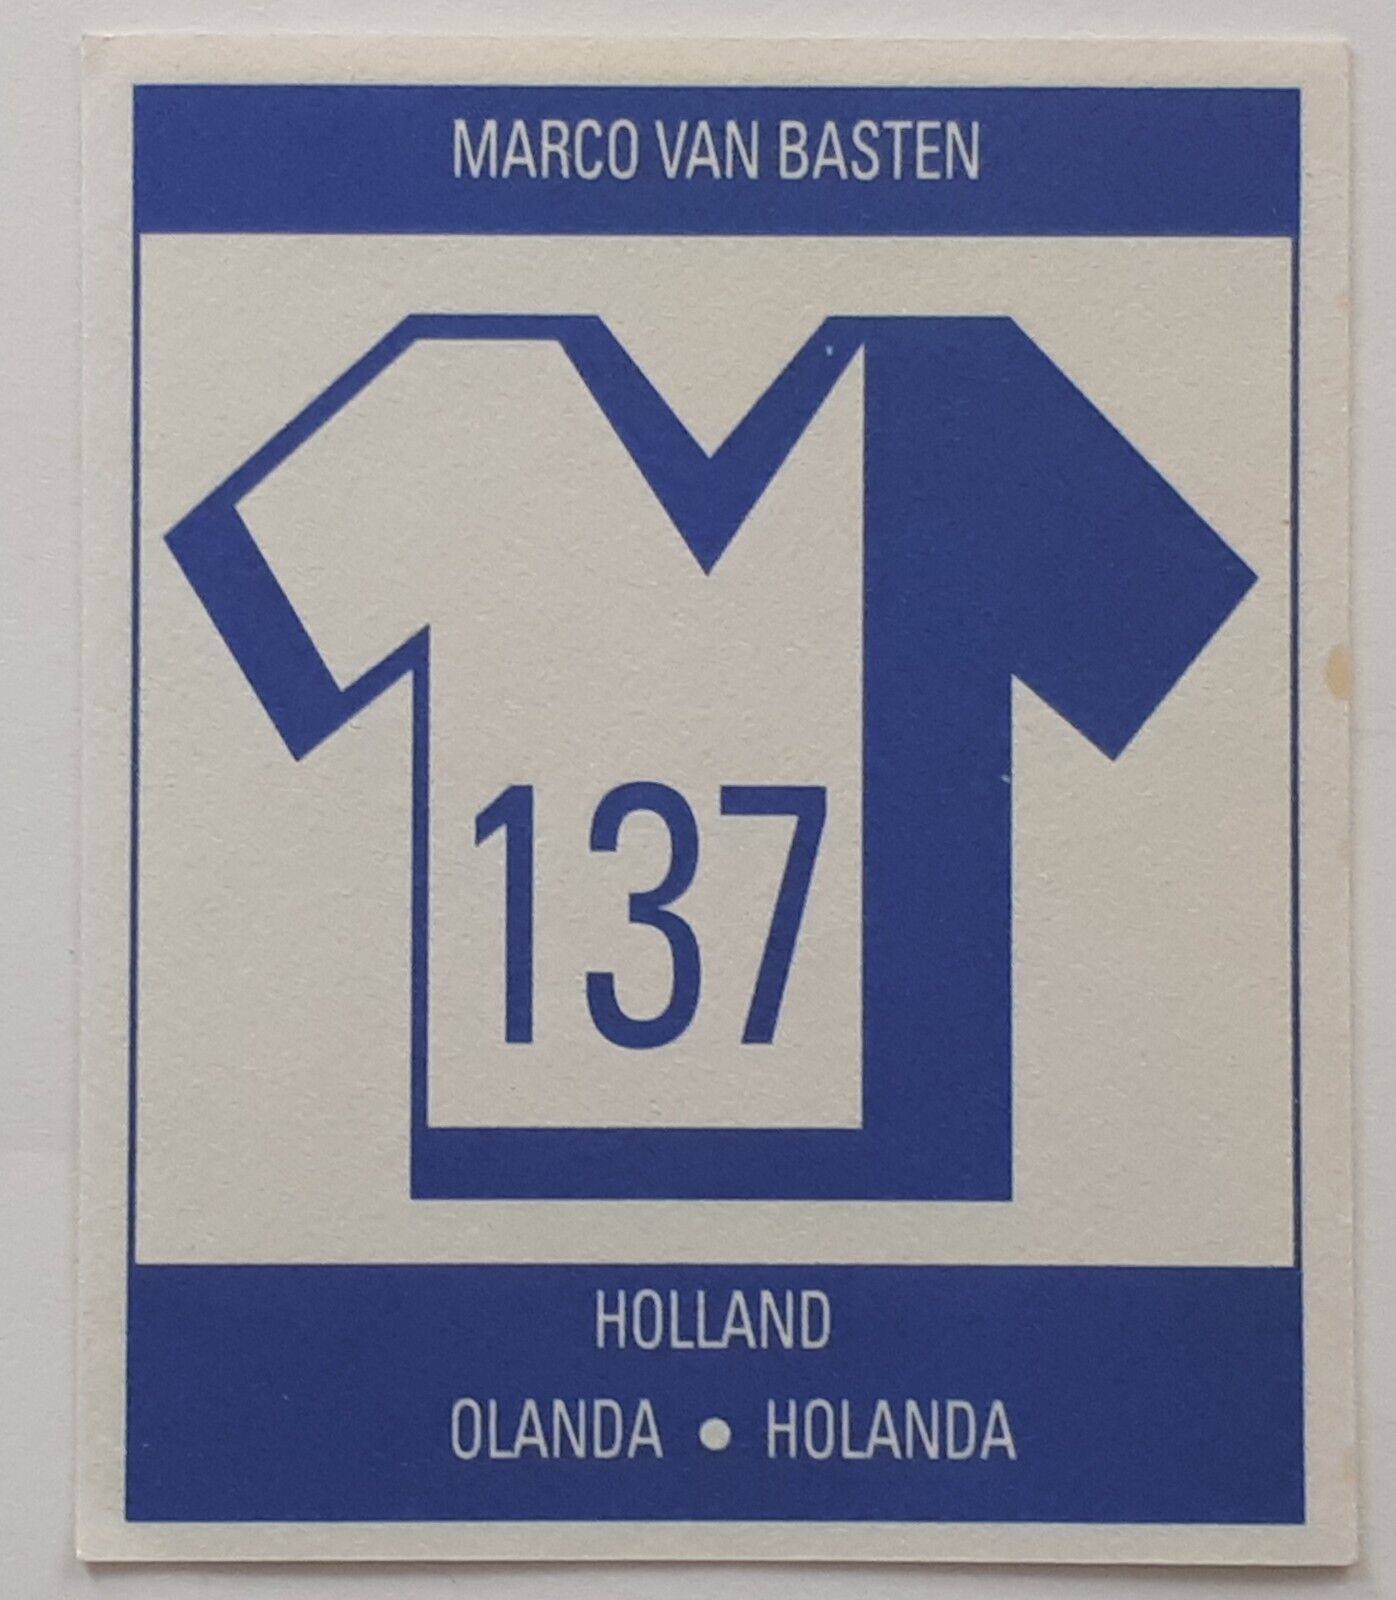 MARCO VAN BASTEN
137
HOLLAND
OLANDA • HOLANDA